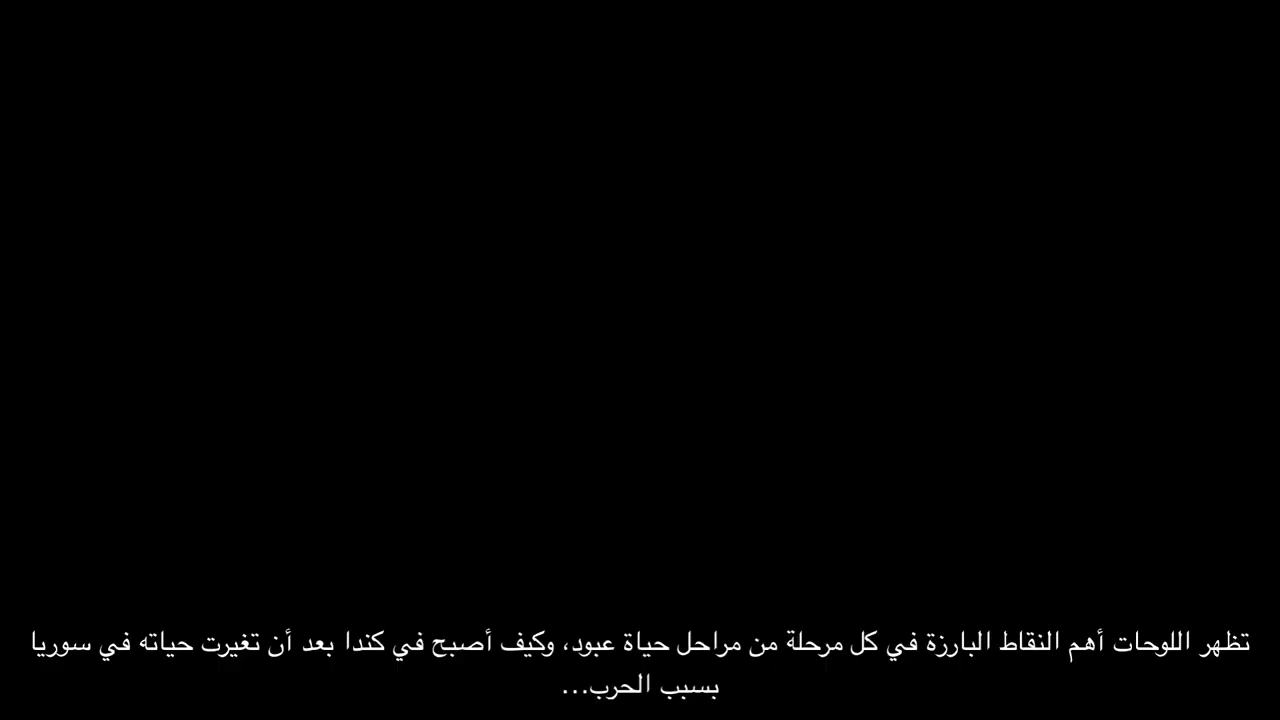 تظهر اللوحات أهم النقاط البارزة في كل مرحلة من مراحل حياة عبود، وكيف أصبح في كندا بعد أن تغيرت حياته في سوريا
بسبب الحرب...